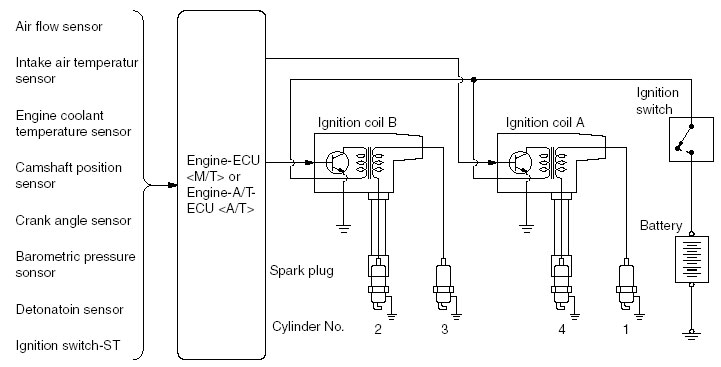 Air flow sensor
Intake air temperatur
sensor
Engine coolant
temperature sensor
Camshaft position
sensor
Crank angle sensor
Barometric pressure
sonsor
Detonatoin sensor
Ignition switch-ST
Engine-ECU
<M/T> or
Engine-A/T-
ECU <A/T>
Ignition coil B
Ignition coil A
Ignition
switch
Battery
Spark plug
Cylinder No. 2 3 4 1